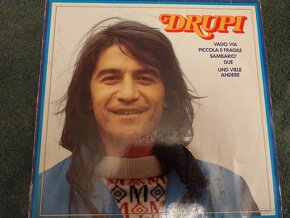 DRUPI
VADO VIA
PICCOLA E FRAGILE
SAMBARIO'
DUE
UND VIELE
ANDERE